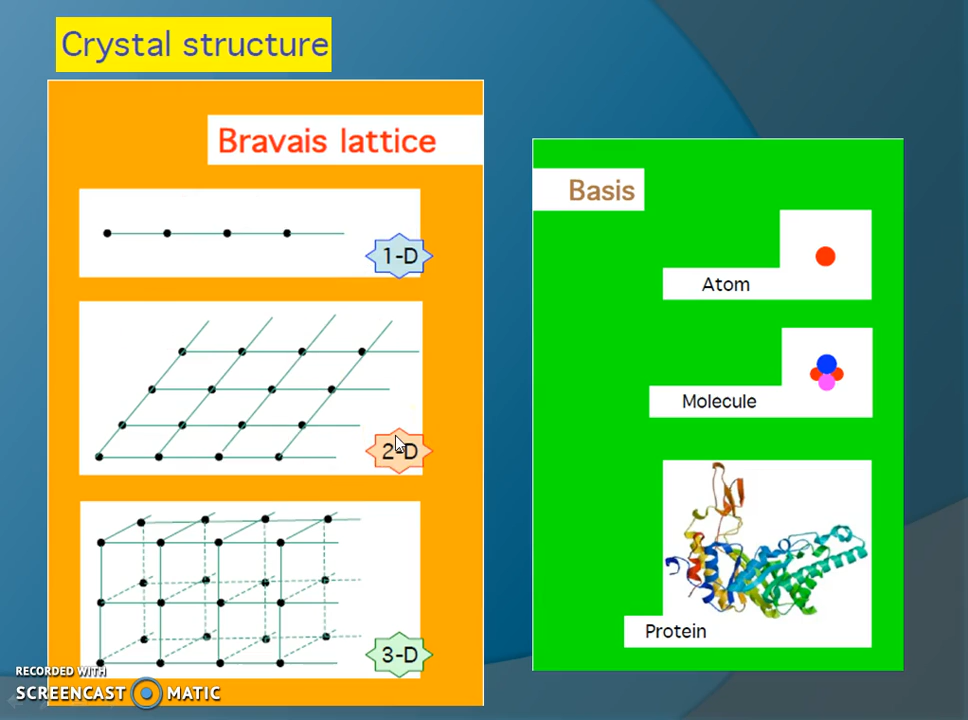 Crystal structure
Bravais lattice
1-D
2-D
3-D
Basis
Atom
Molecule
Protein
RECORDED WITH
SCREENCAST MATIC